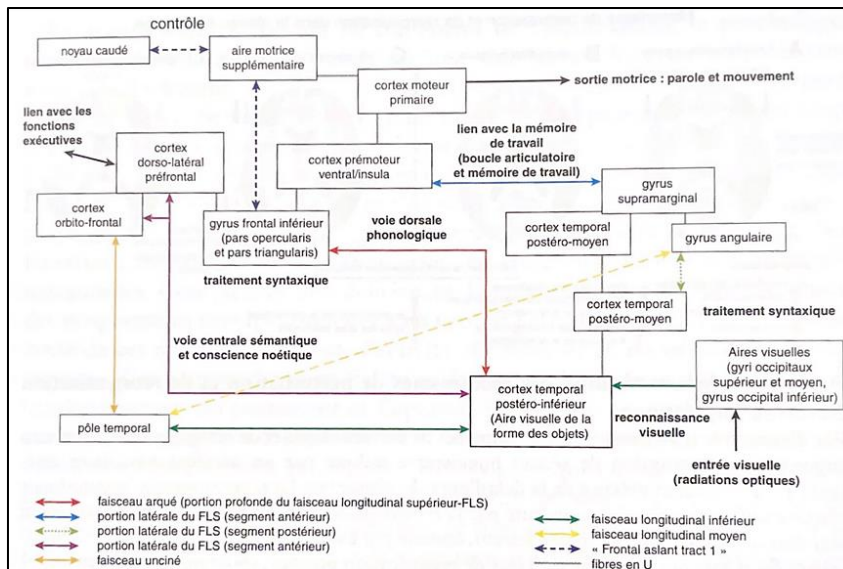 contrôle
noyau caudé
aire motrice
supplémentaire
cortex moteur
primaire
sortie motrice : parole et mouvement
lien avec les
fonctions
exécutives
cortex
dorso-latéral
préfrontal
lien avec la mémoire
de travail
(boucle articulatoire
et mémoire de travail)
cortex prémoteur
ventral/insula
gyrus
supramarginal
cortex
orbito-frontal
gyrus frontal inférieur
(pars opercularis
et pars triangularis)
voie dorsale
phonologique
cortex temporal
postéro-moyen
gyrus angulaire
traitement syntaxique
cortex temporal
postéro-moyen
traitement syntaxique
voie centrale sémantique
et conscience noétique
Aires visuelles
(gyri occipitaux
supérieur et moyen,
gyrus occipital inférieur)
cortex temporal
postéro-inférieur
(Aire visuelle de la
forme des objets)
reconnaissance
visuelle
pôle temporal
entrée visuelle
(radiations optiques)
faisceau arqué (portion profonde du faisceau longitudinal supérieur-FLS)
portion latérale du FLS (segment antérieur)
portion latérale du FLS (segment postérieur)
portion latérale du FLS (segment antérieur)
faisceau unciné
faisceau longitudinal inférieur
faisceau longitudinal moyen
« Frontal aslant tract 1 »
fibres en U